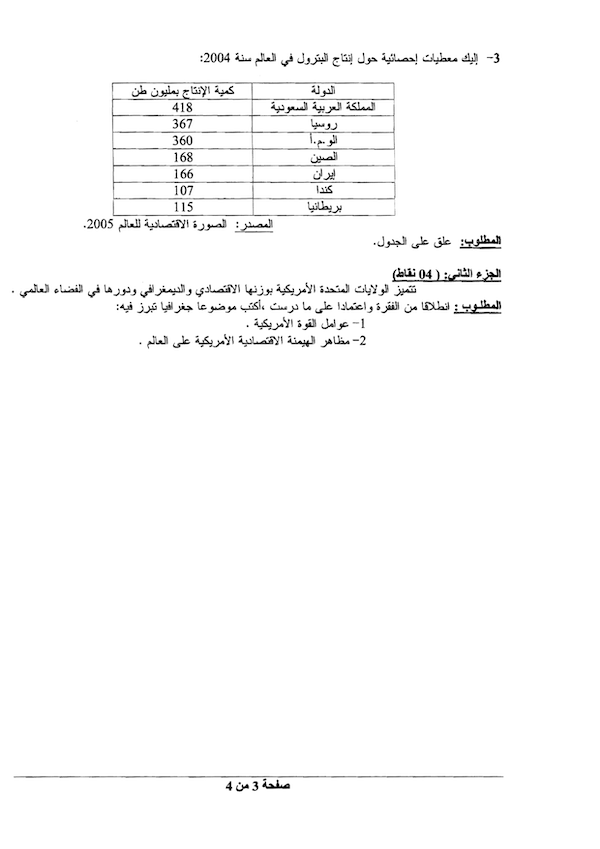 3- إليك معطيات إحصائية حول إنتاج البترول في العالم سنة 2004:
الدولة كمية الإنتاج بمليون طن
المملكة العربية السعودية 418
روسيا 367
الو.م.أ 360
الصين 168
إيران 166
كندا 107
بريطانيا 115
المصدر: الصورة الاقتصادية للعالم 2005.
المطلوب: علق على الجدول.
الجزء الثاني: ( 04 نقاط)
تتميز الولايات المتحدة الأمريكية بوزنها الاقتصادي والديمغرافي ودورها في الفضاء العالمي .
المطلوب : انطلاقا من الفقرة واعتمادا على ما درست ،أكتب موضوعا جغرافيا تبرز فيه:
1- عوامل القوة الأمريكية .
2- مظاهر الهيمنة الاقتصادية الأمريكية على العالم .
صفحة 3 من 4